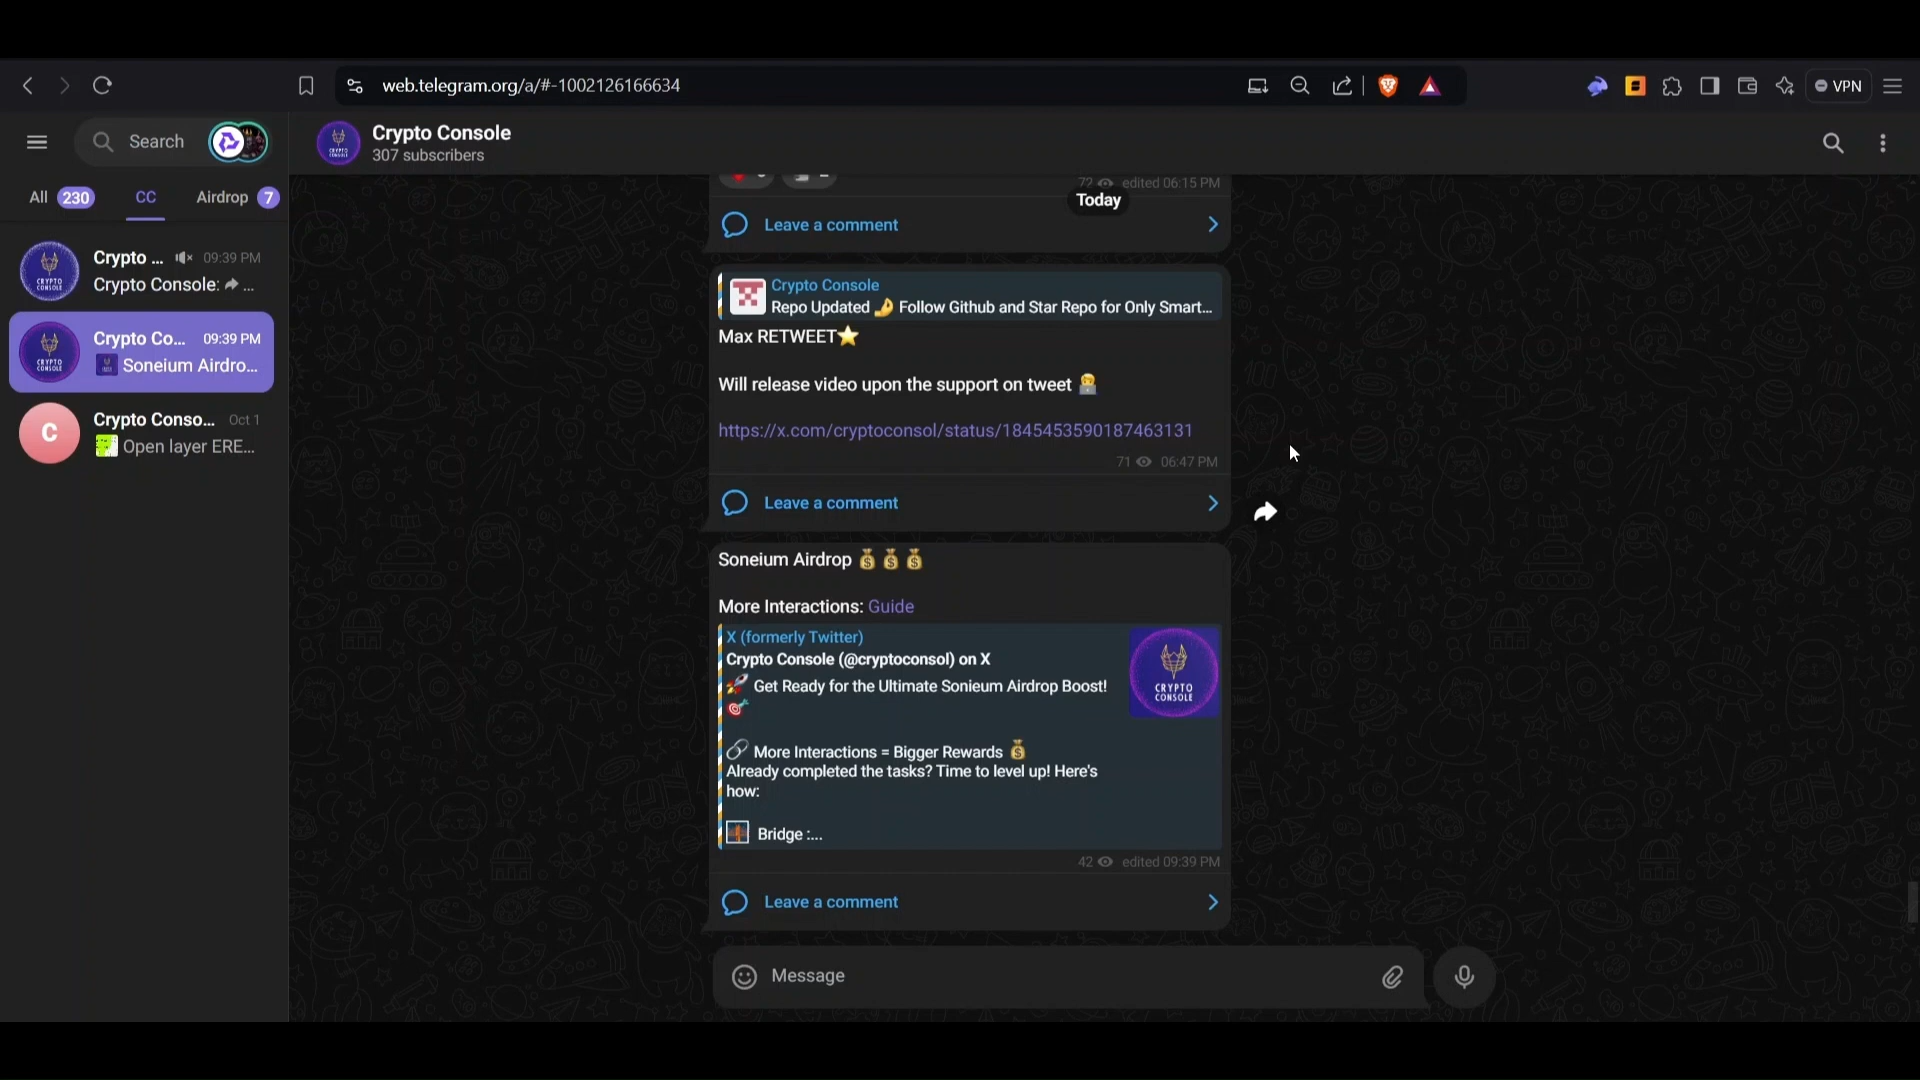 web.telegram.org/a/#-1002126166634
VPN
Search
Crypto Console
307 subscribers
All 230 CC Airdrop 7
Crypto ... 09:39 PM
Crypto Console: ...
Crypto Co... 09:39 PM
Soneium Airdro...
C
Crypto Conso... Oct 1
Open layer ERE...
72 edited 06:15 PM
Today
Leave a comment
Crypto Console
Repo Updated 🤌 Follow Github and Star Repo for Only Smart...
Max RETWEET⭐
Will release video upon the support on tweet 🧑‍💻
https://x.com/cryptoconsol/status/1845453590187463131
71 06:47 PM
Leave a comment
Soneium Airdrop 💰 💰 💰
More Interactions: Guide
X (formerly Twitter)
Crypto Console (@cryptoconsol) on X
🚀 Get Ready for the Ultimate Sonieum Airdrop Boost!
🎯
🔗 More Interactions = Bigger Rewards 💰
Already completed the tasks? Time to level up! Here's
how:
Bridge :...
CRYPTO
CONSOLE
42 edited 09:39 PM
Leave a comment
Message